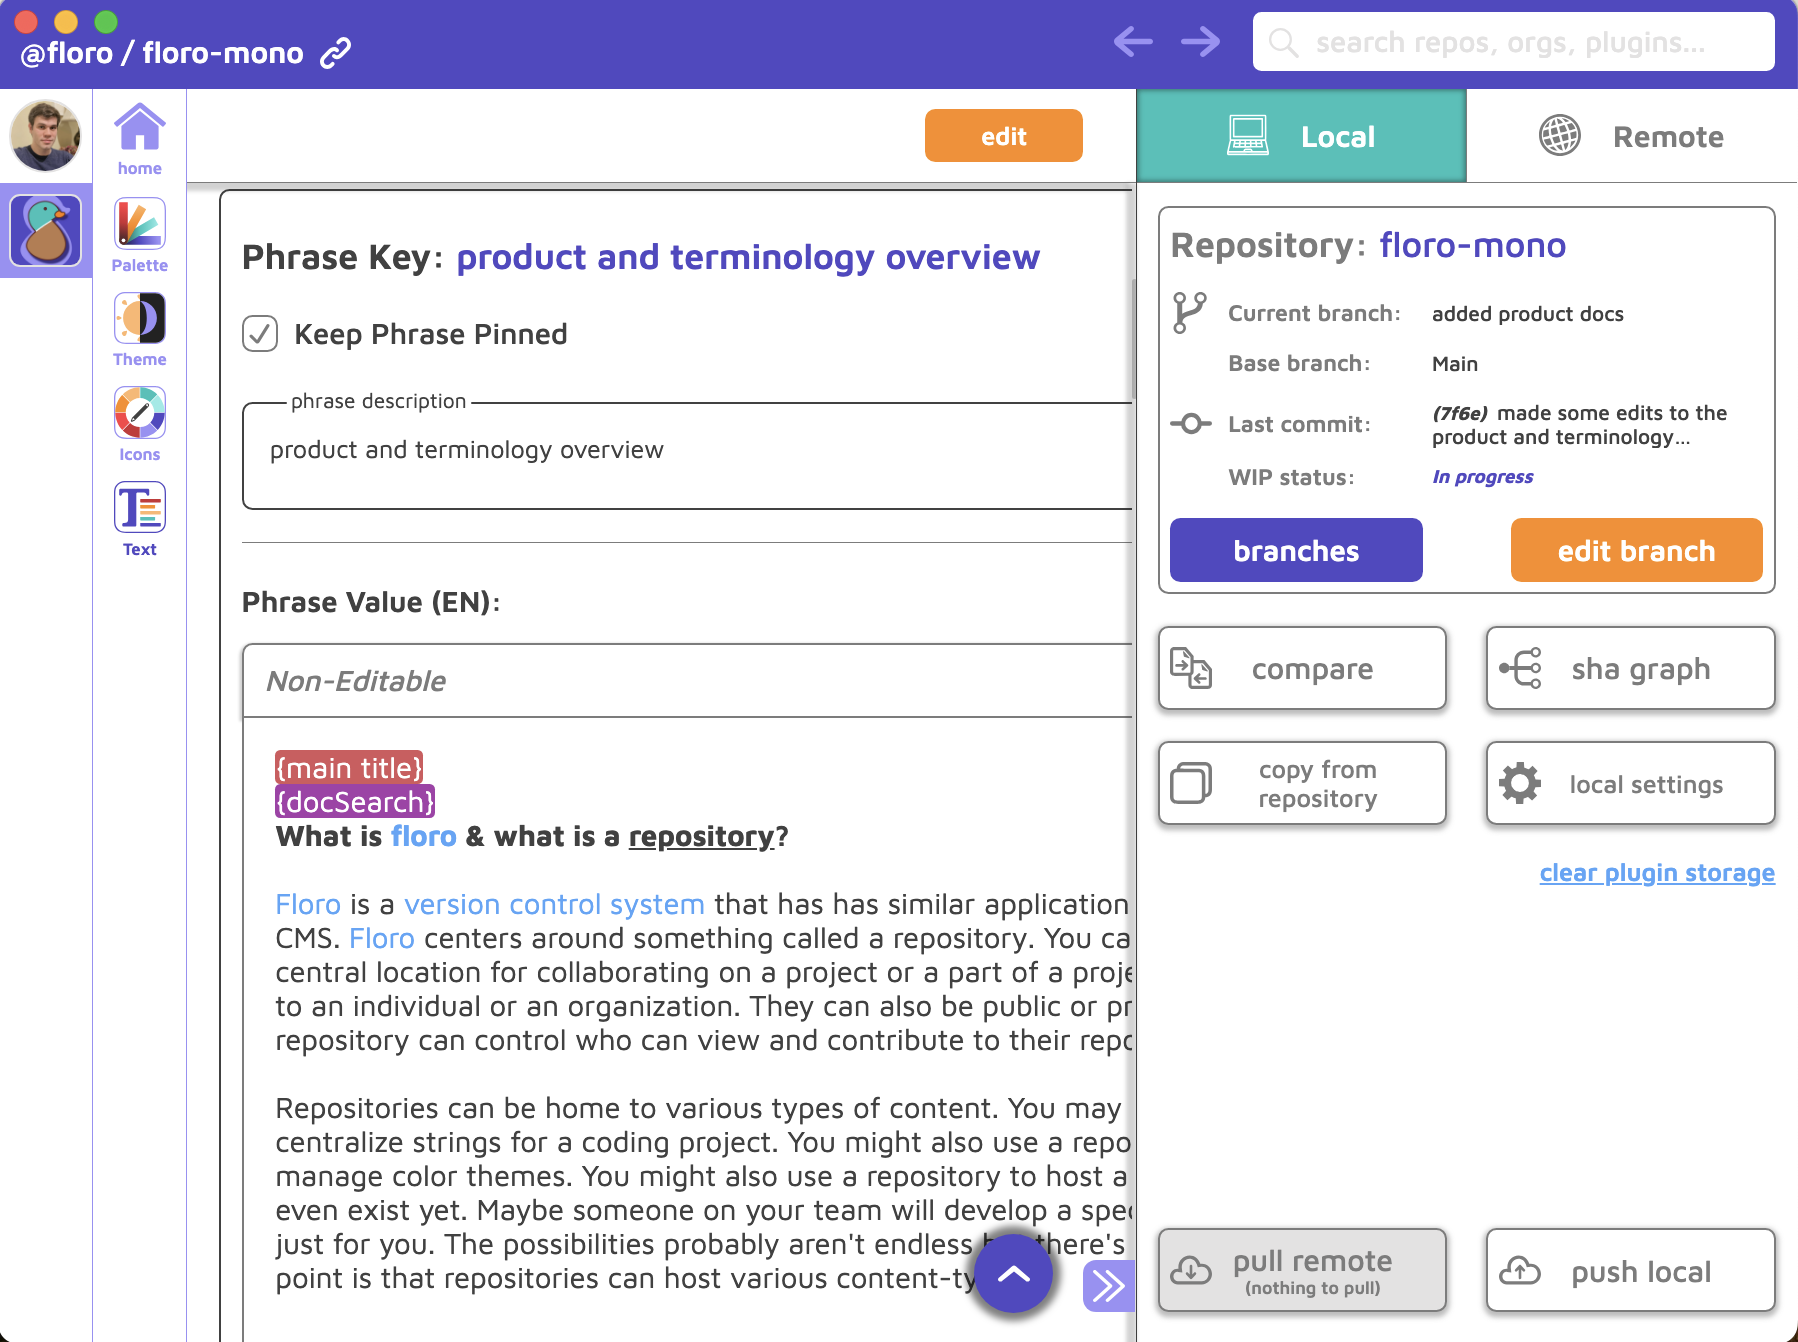 @floro / floro-mono
search repos, orgs, plugins...
home
Palette
Theme
Icons
Text
edit
Phrase Key: product and terminology overview
Keep Phrase Pinned
phrase description
product and terminology overview
Phrase Value (EN):
Non-Editable
{main title}
{docSearch}
What is floro & what is a repository?
Floro is a version control system that has has similar application
CMS. Floro centers around something called a repository. You ca
central location for collaborating on a project or a part of a proje
to an individual or an organization. They can also be public or pr
repository can control who can view and contribute to their repo
Repositories can be home to various types of content. You may
centralize strings for a coding project. You might also use a repo
manage color themes. You might also use a repository to host a
even exist yet. Maybe someone on your team will develop a spec
just for you. The possibilities probably aren't endless there's
point is that repositories can host various content-ty
Local
Remote
Repository: floro-mono
Current branch: added product docs
Base branch: Main
Last commit: (7f6e) made some edits to the
product and terminology...
WIP status: In progress
branches
edit branch
compare
sha graph
copy from
repository
local settings
clear plugin storage
pull remote
(nothing to pull)
push local